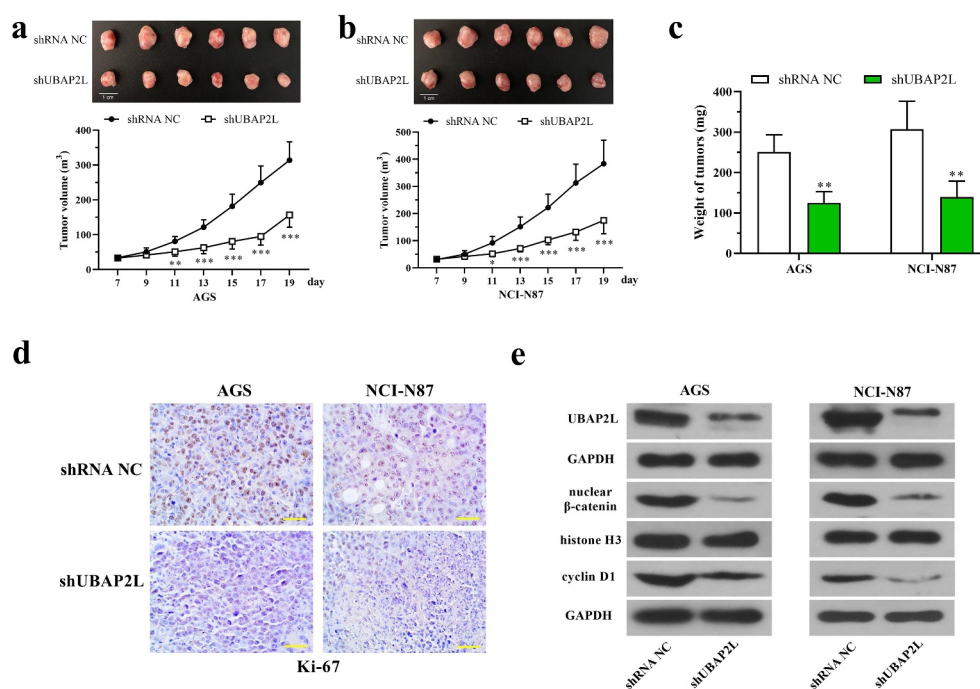 a
shRNA NC
shUBAP2L
1 cm
shRNA NC
shUBAP2L
Tumor volume (m³)
400
300
200
100
0
**
***
***
***
***
7 9 11 13 15 17 19 day
AGS
b
shRNA NC
shUBAP2L
1 cm
shRNA NC
shUBAP2L
Tumor volume (m³)
500
400
300
200
100
0
*
***
***
***
***
7 9 11 13 15 17 19 day
NCI-N87
c
shRNA NC
shUBAP2L
Weight of tumors (mg)
400
300
200
100
0
**
**
AGS
NCI-N87
d
AGS
NCI-N87
shRNA NC
shUBAP2L
Ki-67
e
AGS
NCI-N87
UBAP2L
GAPDH
nuclear
β-catenin
histone H3
cyclin D1
GAPDH
shRNA NC
shUBAP2L
shRNA NC
shUBAP2L